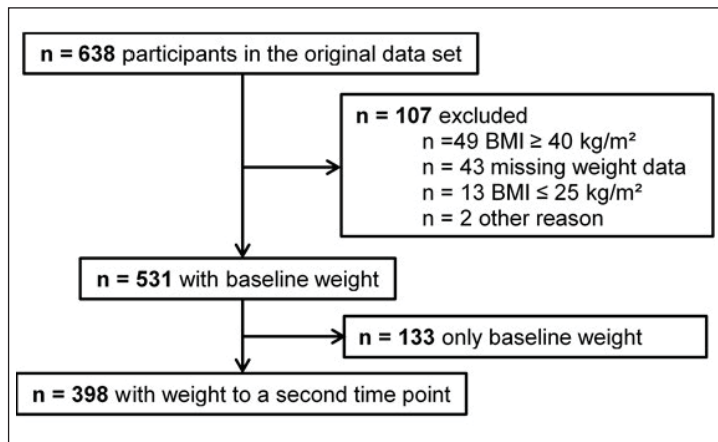 n = 638 participants in the original data set
n = 107 excluded
n =49 BMI ≥ 40 kg/m²
n = 43 missing weight data
n = 13 BMI ≤ 25 kg/m²
n = 2 other reason
n = 531 with baseline weight
n = 133 only baseline weight
n = 398 with weight to a second time point